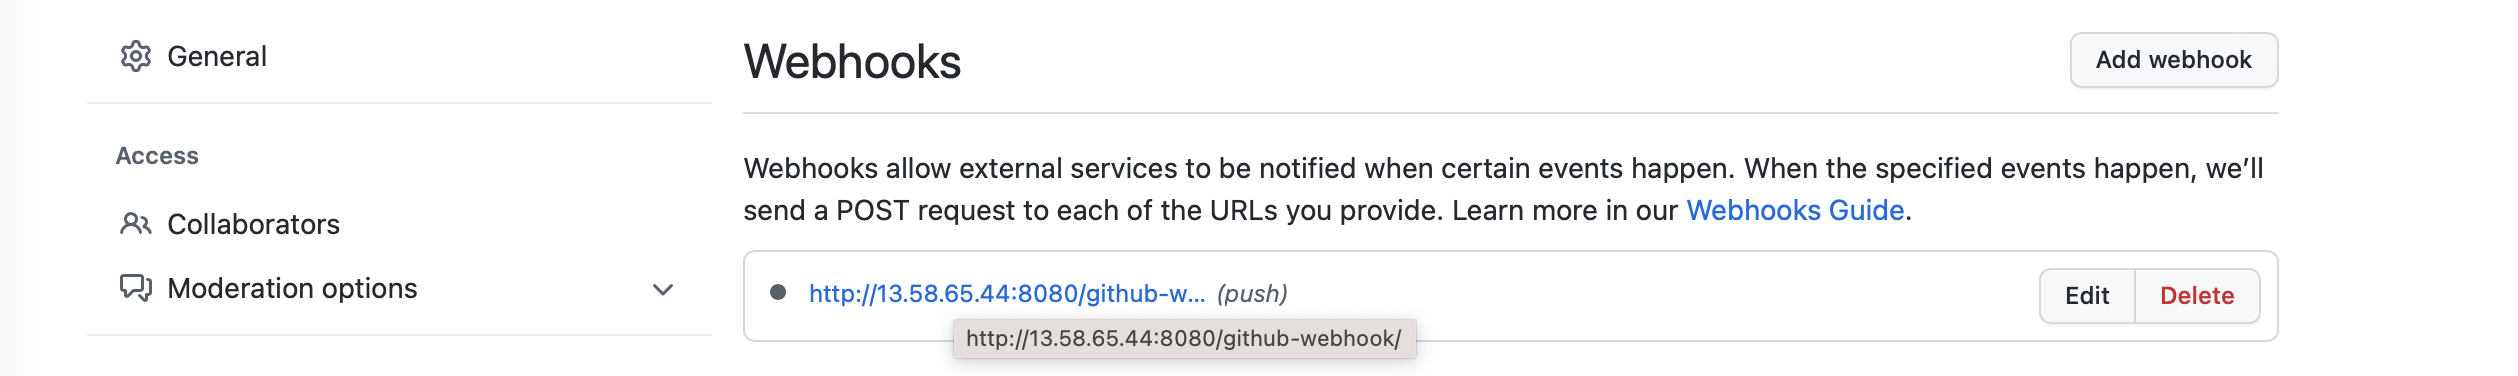 General
Access
Collaborators
Moderation options
Webhooks
Add webhook
Webhooks allow external services to be notified when certain events happen. When the specified events happen, we’ll
send a POST request to each of the URLs you provide. Learn more in our Webhooks Guide.
http://13.58.65.44:8080/github-w... (push)
Edit
Delete
http://13.58.65.44:8080/github-webhook/